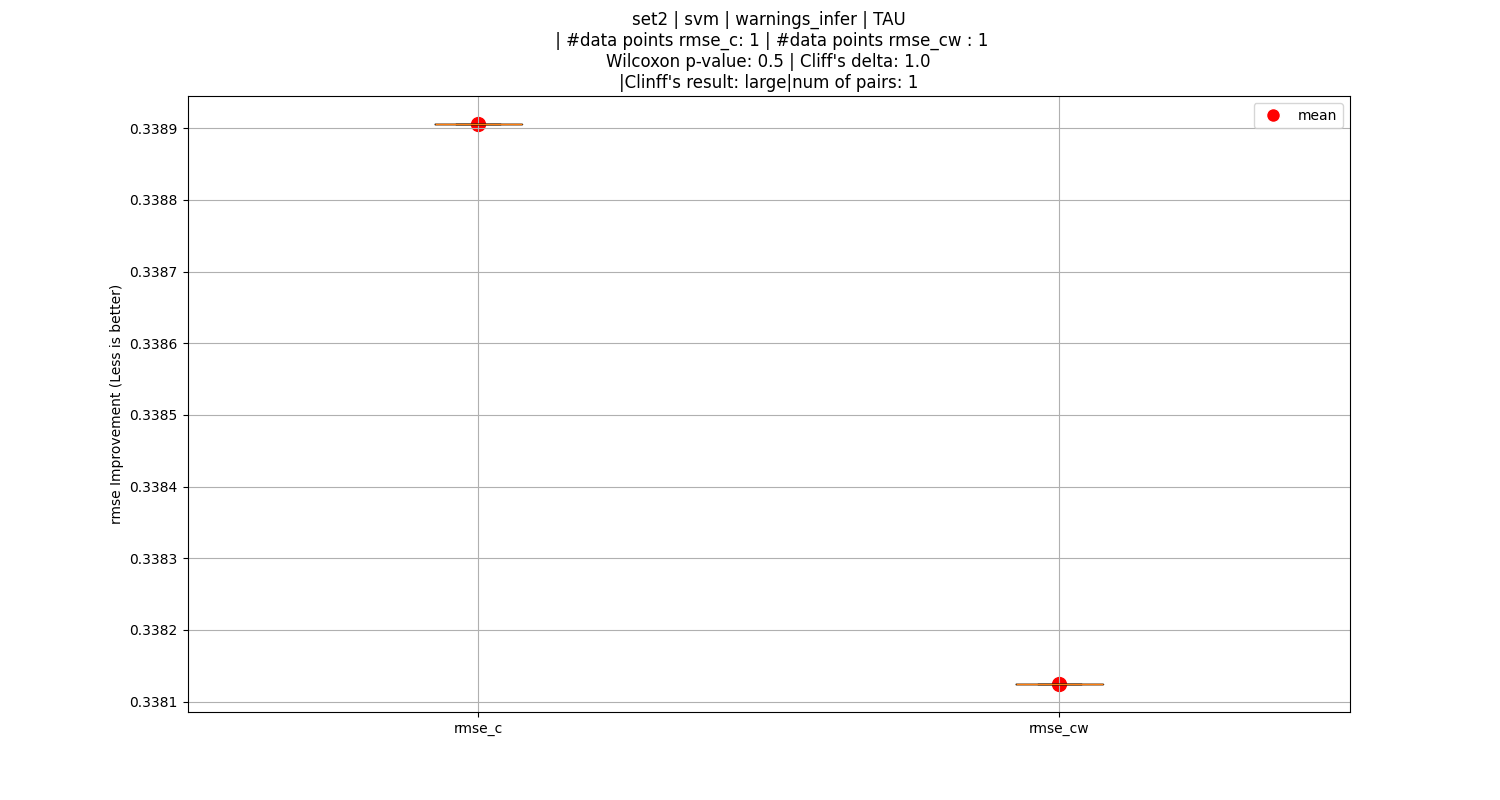 set2 | svm | warnings_infer | TAU
| #data points rmse_c: 1 | #data points rmse_cw : 1
Wilcoxon p-value: 0.5 | Cliff's delta: 1.0
|Clinff's result: large|num of pairs: 1
mean
0.3389
0.3388
0.3387
0.3386
0.3385
0.3384
0.3383
0.3382
0.3381
rmse Improvement (Less is better)
rmse_c
rmse_cw